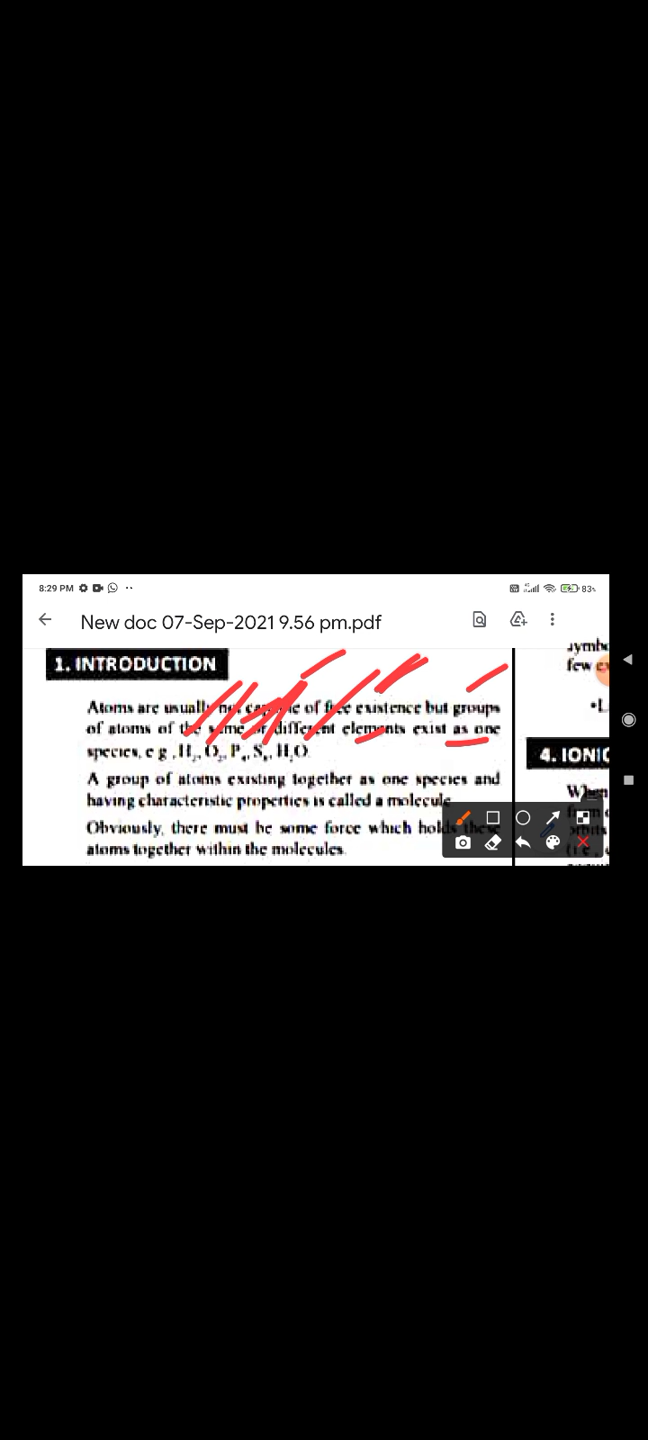 8:29 PM
83%
New doc 07-Sep-2021 9.56 pm.pdf
1. INTRODUCTION
Atoms are usually not capable of free existence but groups
of atoms of the same or different elements exist as one
species, e g , H₂, O₂, P₄, S₈, H₂O.
A group of atoms existing together as one species and
having characteristic properties is called a molecule
Obviously, there must be some force which holds these
atoms together within the molecules.
few
4. IONIC
When